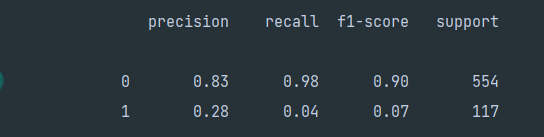 precision recall f1-score support
0 0.83 0.98 0.90 554
1 0.28 0.04 0.07 117